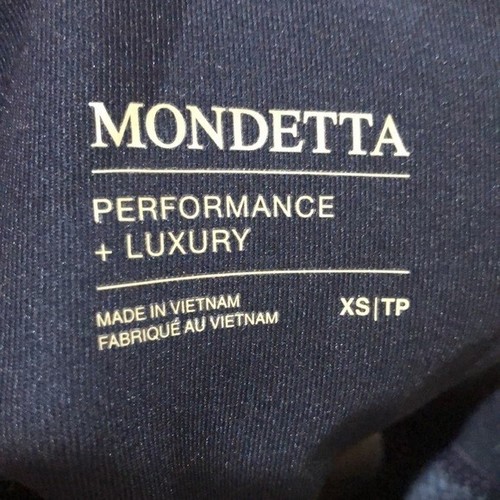 MONDETTA
PERFORMANCE
+ LUXURY
MADE IN VIETNAM
FABRIQUÉ AU VIETNAM
XS|TP